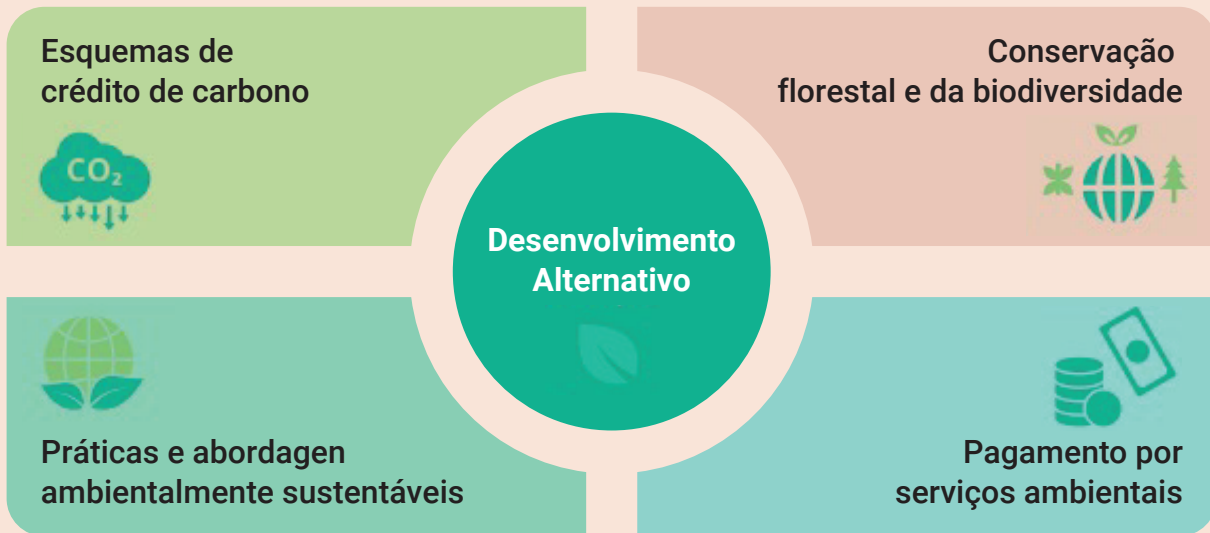 Esquemas de
crédito de carbono
CO₂
Conservação
florestal e da biodiversidade
Desenvolvimento
Alternativo
Práticas e abordagen
ambientalmente sustentáveis
Pagamento por
serviços ambientais